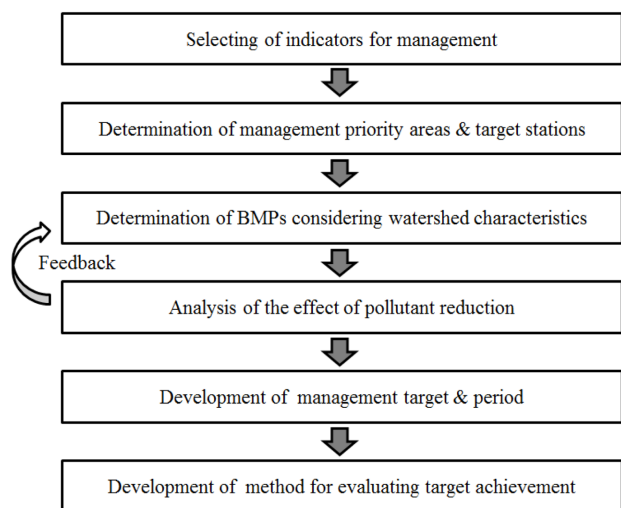 Selecting of indicators for management
Determination of management priority areas & target stations
Determination of BMPs considering watershed characteristics
Feedback
Analysis of the effect of pollutant reduction
Development of management target & period
Development of method for evaluating target achievement